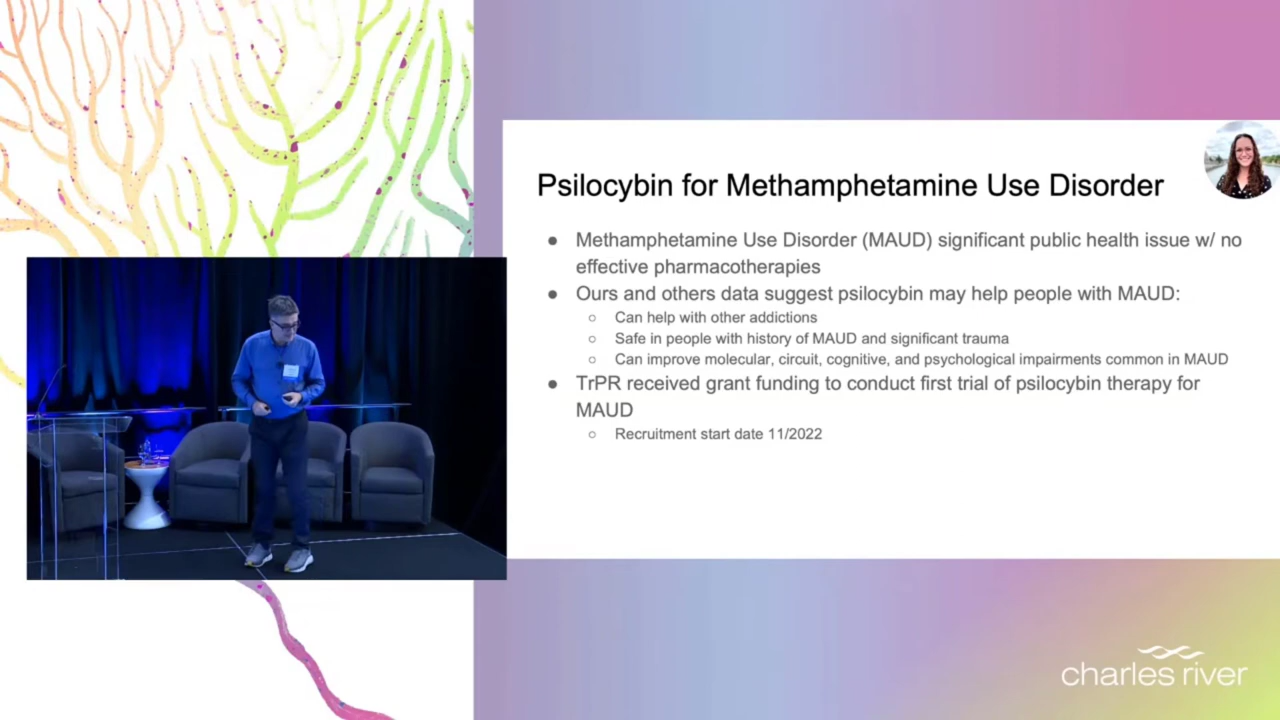 Psilocybin for Methamphetamine Use Disorder
● Methamphetamine Use Disorder (MAUD) significant public health issue w/ no
effective pharmacotherapies
● Ours and others data suggest psilocybin may help people with MAUD:
○ Can help with other addictions
○ Safe in people with history of MAUD and significant trauma
○ Can improve molecular, circuit, cognitive, and psychological impairments common in MAUD
● TrPR received grant funding to conduct first trial of psilocybin therapy for
MAUD
○ Recruitment start date 11/2022
charles river